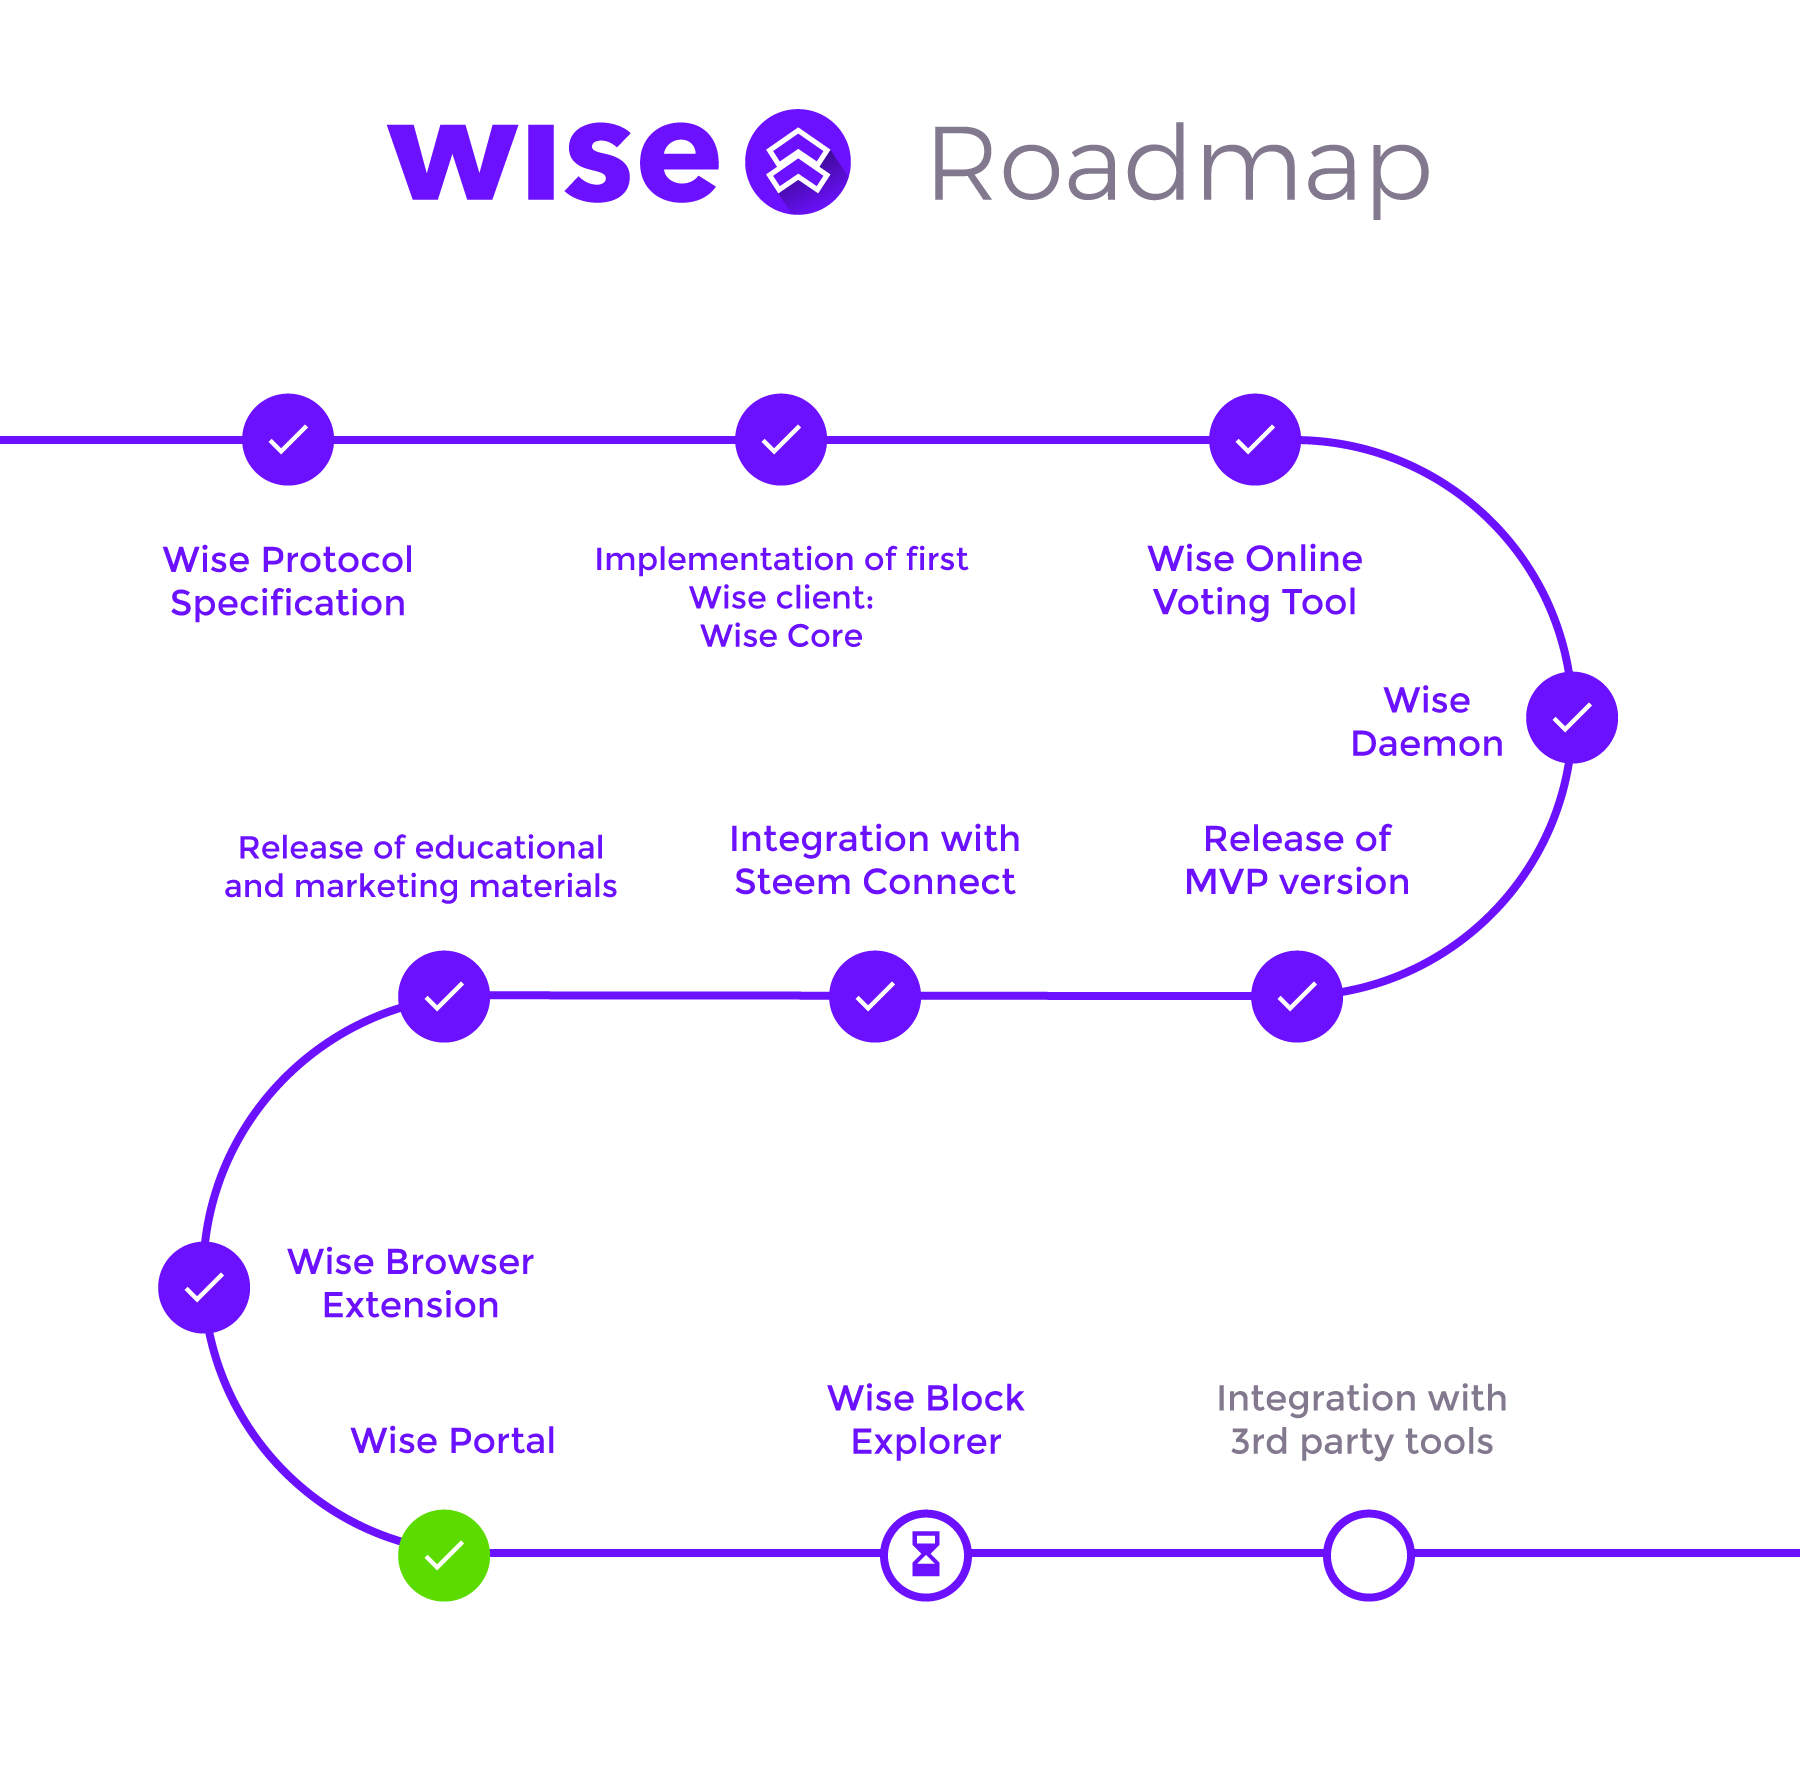 wise Roadmap
Wise Protocol
Specification
Implementation of first
Wise client:
Wise Core
Wise Online
Voting Tool
Wise
Daemon
Release of
MVP version
Integration with
Steem Connect
Release of educational
and marketing materials
Wise Browser
Extension
Wise Portal
Wise Block
Explorer
Integration with
3rd party tools